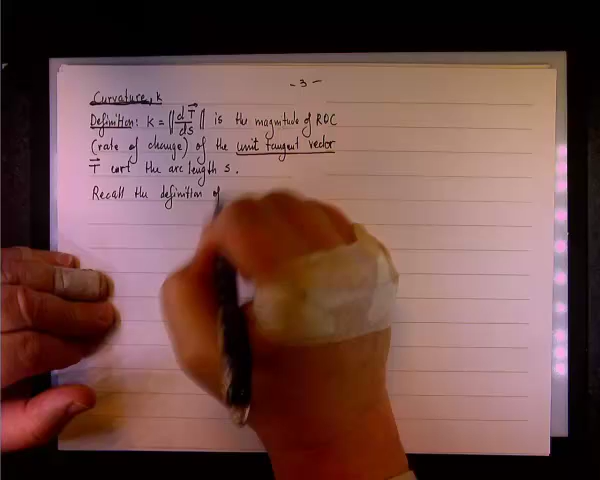 - 3 -
Curvature, k
Definition: k = ||dT⃗/ds|| is the magnitude of ROC
(rate of change) of the unit tangent vector
T⃗ wrt the arc length s.
Recall the definition of